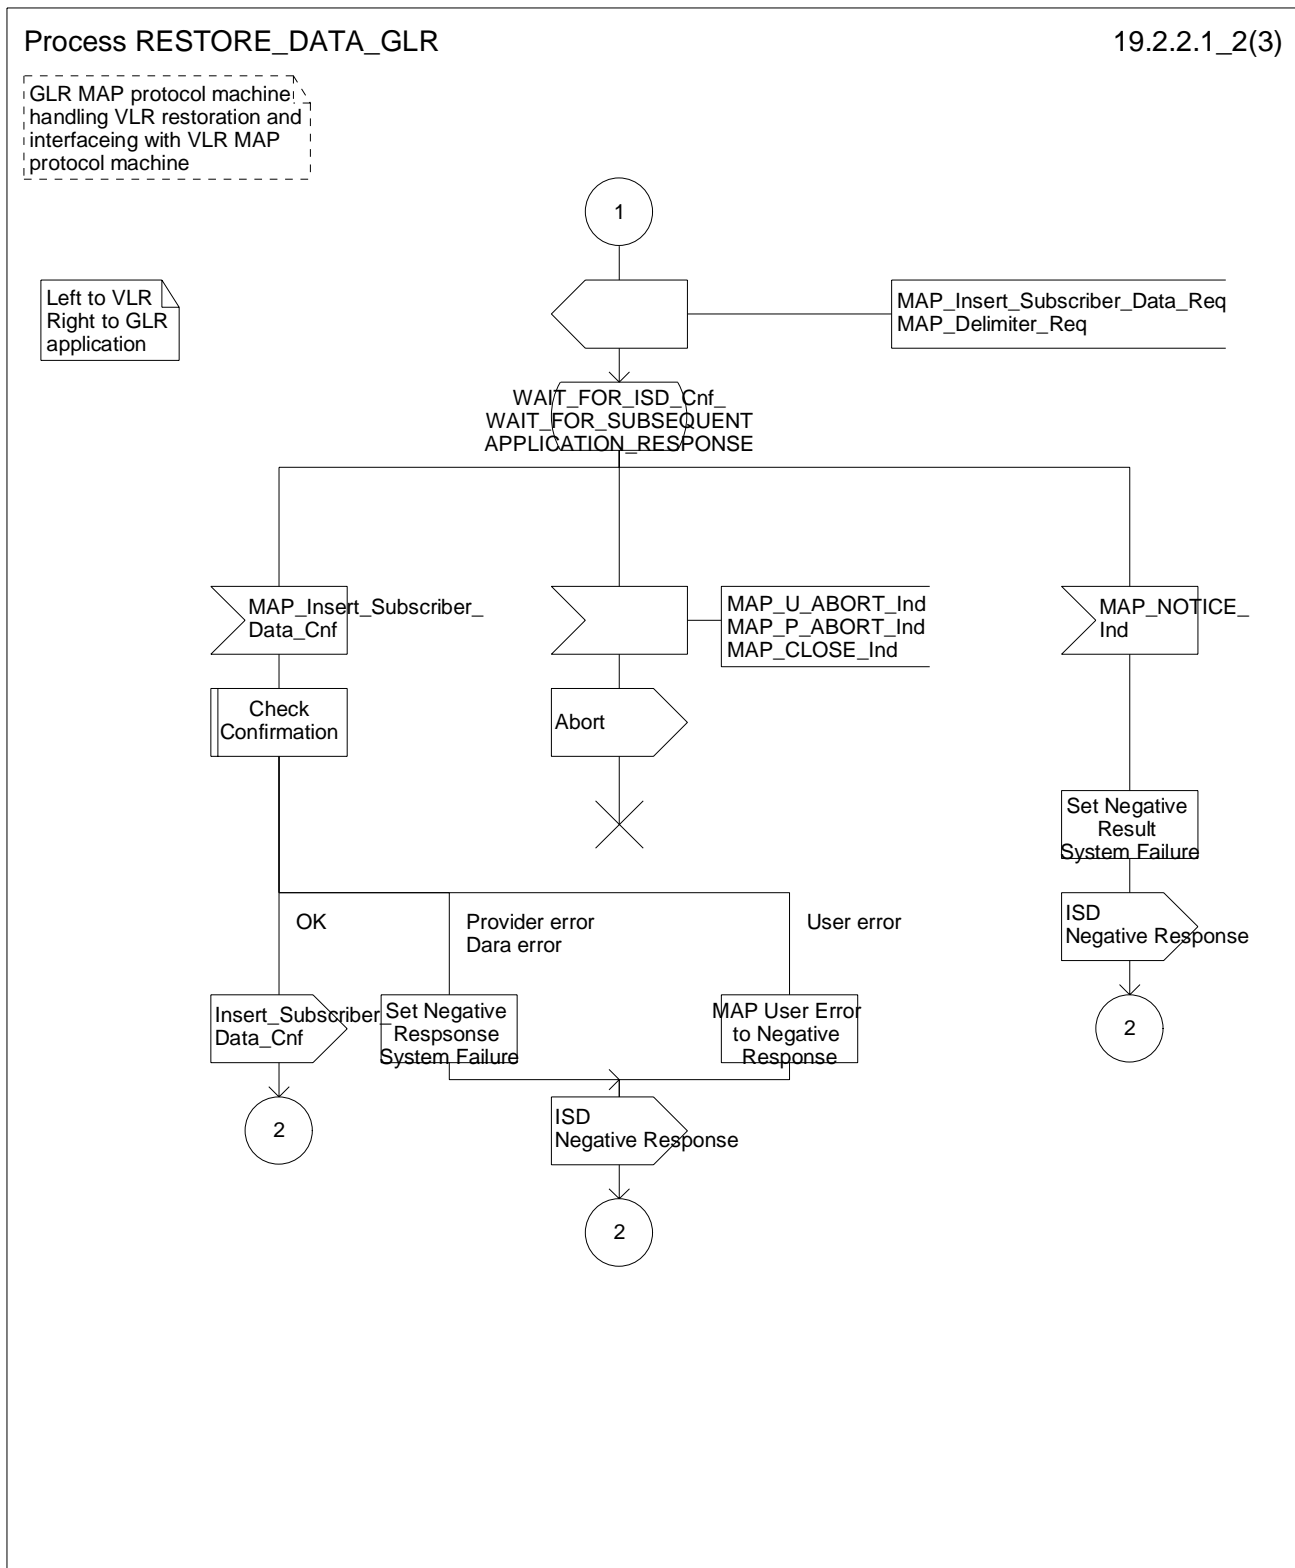 Process RESTORE_DATA_GLR
19.2.2.1_2(3)
GLR MAP protocol machine
handling VLR restoration and
interfaceing with VLR MAP
protocol machine
1
Left to VLR
Right to GLR
application
MAP_Insert_Subscriber_Data_Req
MAP_Delimiter_Req
WAIT_FOR_ISD_Cnf_
WAIT_FOR_SUBSEQUENT
APPLICATION_RESPONSE
MAP_Insert_Subscriber_
Data_Cnf
MAP_U_ABORT_Ind
MAP_P_ABORT_Ind
MAP_CLOSE_Ind
MAP_NOTICE_
Ind
Check
Confirmation
Abort
Set Negative
Result
System Failure
OK
Provider error
Dara error
User error
ISD
Negative Response
Insert_Subscriber_
Data_Cnf
Set Negative
Respsonse
System Failure
MAP User Error
to Negative
Response
2
2
ISD
Negative Response
2